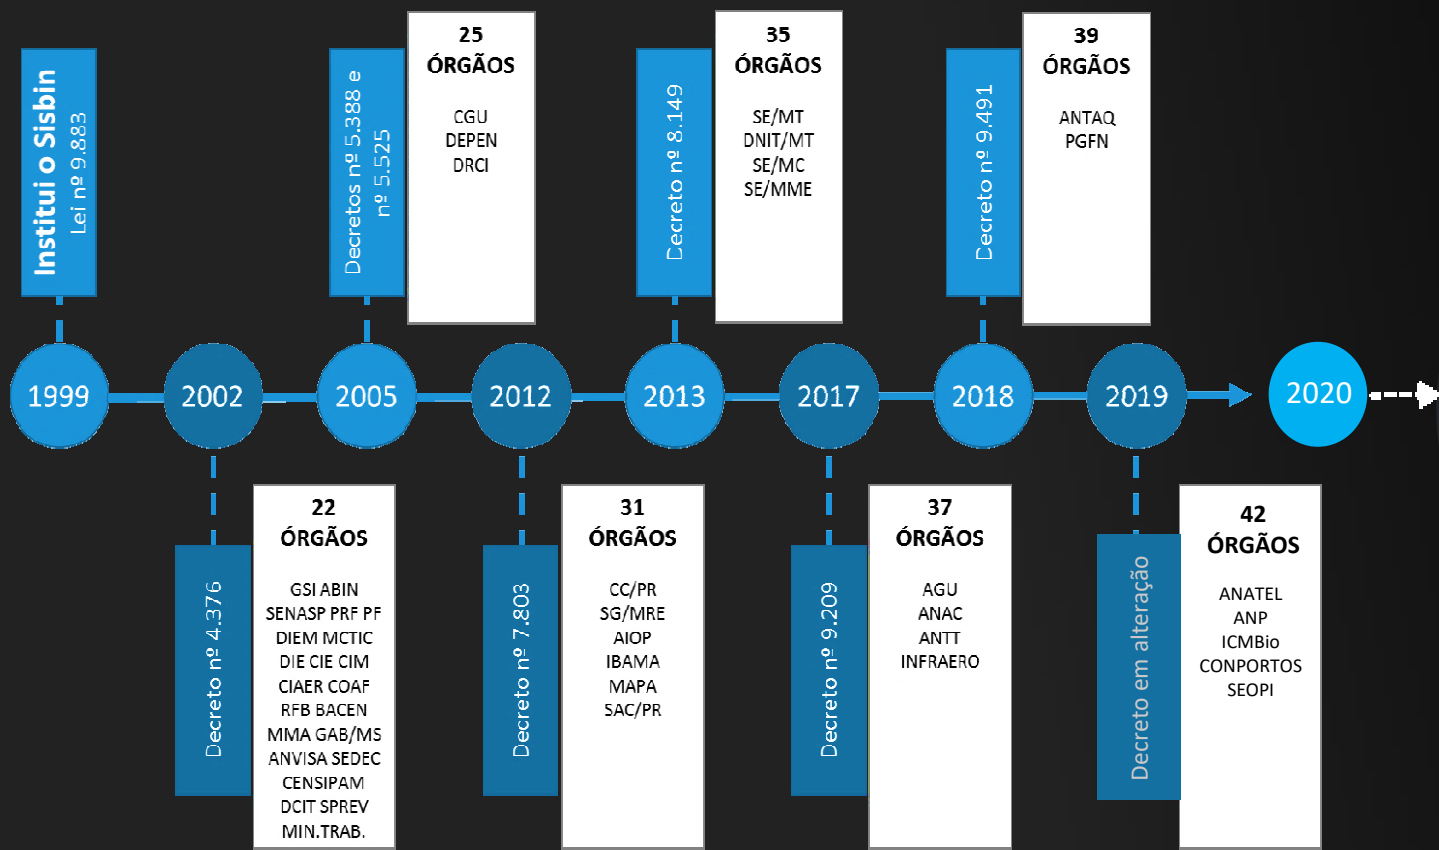 Institui o Sisbin
Lei nº 9.883
1999
2002
Decreto nº 4.376
22
ÓRGÃOS
GSI ABIN
SENASP PRF PF
DIEM MCTIC
DIE CIE CIM
CIAER COAF
RFB BACEN
MMA GAB/MS
ANVISA SEDEC
CENSIPAM
DCIT SPREV
MIN.TRAB.
Decretos nº 5.388 e
nº 5.525
25
ÓRGÃOS
CGU
DEPEN
DRCI
2005
2012
Decreto nº 7.803
31
ÓRGÃOS
CC/PR
SG/MRE
AIOP
IBAMA
MAPA
SAC/PR
Decreto nº 8.149
35
ÓRGÃOS
SE/MT
DNIT/MT
SE/MC
SE/MME
2013
2017
Decreto nº 9.209
37
ÓRGÃOS
AGU
ANAC
ANTT
INFRAERO
Decreto nº 9.491
39
ÓRGÃOS
ANTAQ
PGFN
2018
2019
Decreto em alteração
42
ÓRGÃOS
ANATEL
ANP
ICMBio
CONPORTOS
SEOPI
2020